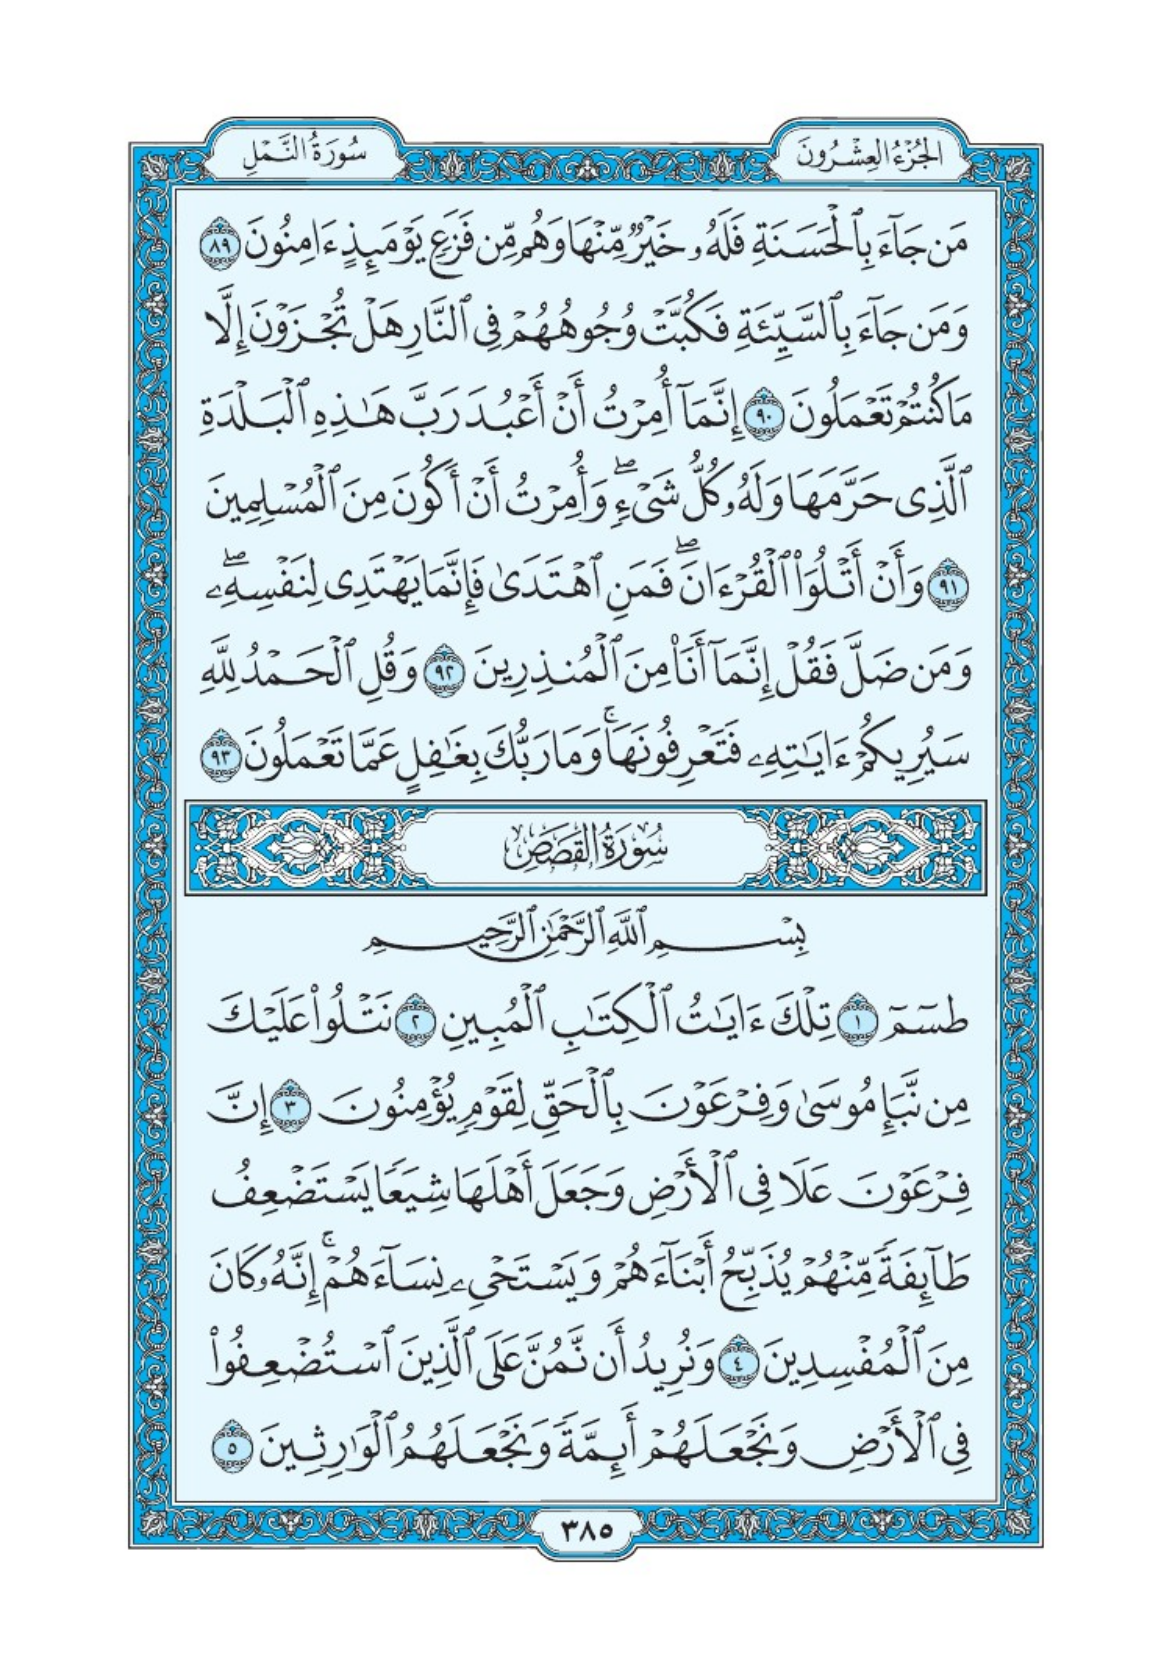 الجُزْءُ العِشْرُونَ
سُورَةُ النَّمْلِ
مَن جَآءَ بِٱلْحَسَنَةِ فَلَهُۥ خَيْرٌ مِّنْهَا وَهُم مِّن فَزَعٍ يَوْمَئِذٍ ءَامِنُونَ ٨٩
وَمَن جَآءَ بِٱلسَّيِّئَةِ فَكُبَّتْ وُجُوهُهُمْ فِى ٱلنَّارِ هَلْ تُجْزَوْنَ إِلَّا
مَا كُنتُمْ تَعْمَلُونَ ٩٠ إِنَّمَآ أُمِرْتُ أَنْ أَعْبُدَ رَبَّ هَـٰذِهِ ٱلْبَلْدَةِ
ٱلَّذِى حَرَّمَهَا وَلَهُۥ كُلُّ شَىْءٍ ۖ وَأُمِرْتُ أَنْ أَكُونَ مِنَ ٱلْمُسْلِمِينَ
٩١ وَأَنْ أَتْلُوَا۟ ٱلْقُرْءَانَ ۖ فَمَنِ ٱهْتَدَىٰ فَإِنَّمَا يَهْتَدِى لِنَفْسِهِۦ ۖ
وَمَن ضَلَّ فَقُلْ إِنَّمَآ أَنَا۠ مِنَ ٱلْمُنذِرِينَ ٩٢ وَقُلِ ٱلْحَمْدُ لِلَّهِ
سَيُرِيكُمْ ءَايَـٰتِهِۦ فَتَعْرِفُونَهَا ۚ وَمَا رَبُّكَ بِغَـٰفِلٍ عَمَّا تَعْمَلُونَ ٩٣
سُورَةُ القَصَصِ
بِسْمِ ٱللَّهِ ٱلرَّحْمَـٰنِ ٱلرَّحِيمِ
طسٓمٓ ١ تِلْكَ ءَايَـٰتُ ٱلْكِتَـٰبِ ٱلْمُبِينِ ٢ نَتْلُوا۟ عَلَيْكَ
مِن نَّبَإِ مُوسَىٰ وَفِرْعَوْنَ بِٱلْحَقِّ لِقَوْمٍ يُؤْمِنُونَ ٣ إِنَّ
فِرْعَوْنَ عَلَا فِى ٱلْأَرْضِ وَجَعَلَ أَهْلَهَا شِيَعًا يَسْتَضْعِفُ
طَآئِفَةً مِّنْهُمْ يُذَبِّحُ أَبْنَآءَهُمْ وَيَسْتَحْىِۦ نِسَآءَهُمْ ۚ إِنَّهُۥ كَانَ
مِنَ ٱلْمُفْسِدِينَ ٤ وَنُرِيدُ أَن نَّمُنَّ عَلَى ٱلَّذِينَ ٱسْتُضْعِفُوا۟
فِى ٱلْأَرْضِ وَنَجْعَلَهُمْ أَئِمَّةً وَنَجْعَلَهُمُ ٱلْوَٰرِثِينَ ٥
٣٨٥